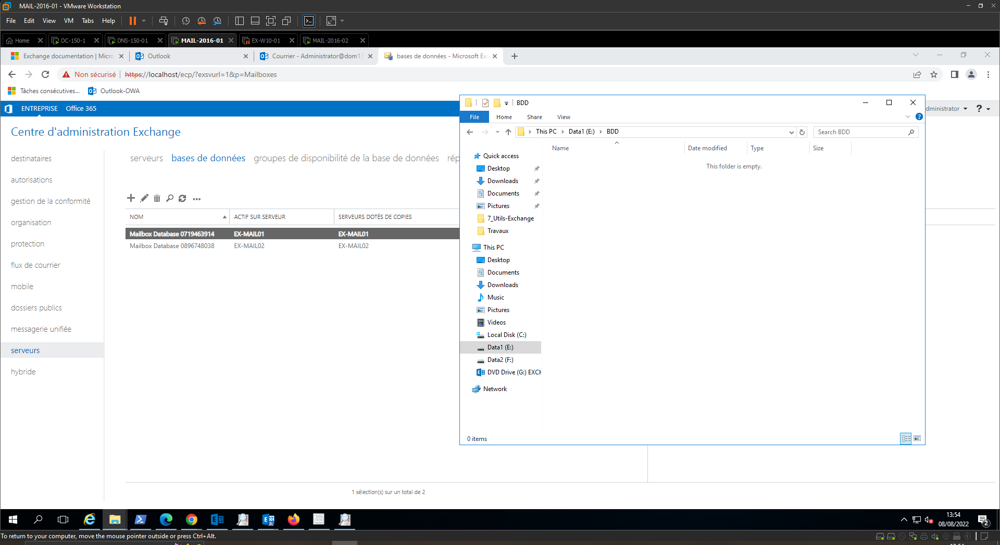 MAIL-2016-01 - VMware Workstation
File Edit View VM Tabs Help
Home DC-150-1 DNS-150-01 MAIL-2016-01 EX-W10-01 MAIL-2016-02
Exchange documentation | Micro Outlook Courrier - Administrator@dom13 bases de données - Microsoft Ex
Non sécurisé https://localhost/ecp/?exsvurl=1&p=Mailboxes
Tâches consécutives... Outlook-OWA
ENTREPRISE Office 365
dministrator ?
Centre d'administration Exchange
destinataires
autorisations
gestion de la conformité
organisation
protection
flux de courrier
mobile
dossiers publics
messagerie unifiée
serveurs
hybride
serveurs bases de données groupes de disponibilité de la base de données rép
NOM ACTIF SUR SERVEUR SERVEURS DOTÉS DE COPIES
Mailbox Database 0719463914 EX-MAIL01 EX-MAIL01
Mailbox Database 0896748038 EX-MAIL02 EX-MAIL02
1 sélection(s) sur un total de 2
BDD
File Home Share View
This PC Data1 (E:) BDD
Search BDD
Name Date modified Type Size
This folder is empty.
Quick access
Desktop
Downloads
Documents
Pictures
7_Utils-Exchange
Travaux
This PC
Desktop
Documents
Downloads
Music
Pictures
Videos
Local Disk (C:)
Data1 (E:)
Data2 (F:)
DVD Drive (G:) EXCH
Network
0 items
13:54
08/08/2022
2
To return to your computer, move the mouse pointer outside or press Ctrl+Alt.